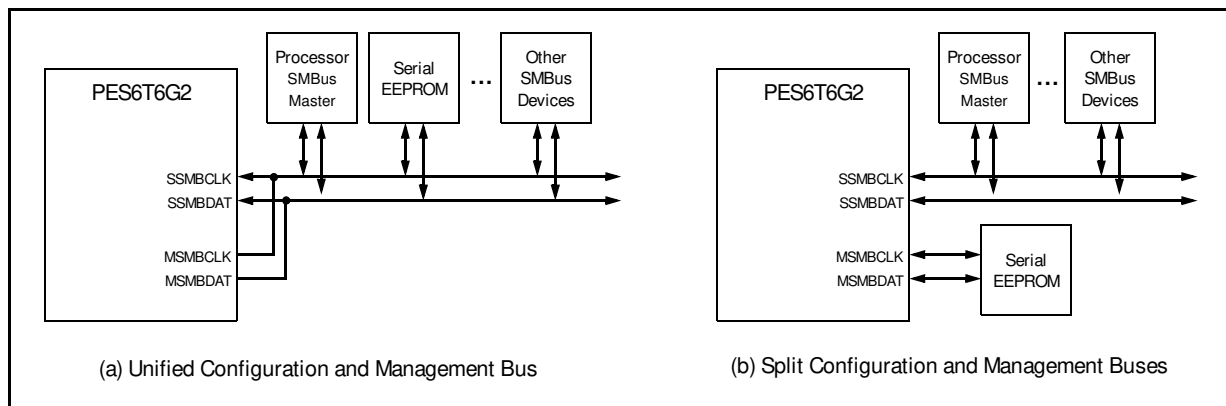 PES6T6G2
Processor
SMBus
Master
Serial
EEPROM
...
Other
SMBus
Devices
SSMBCLK
SSMBDAT
MSMBCLK
MSMBDAT
(a) Unified Configuration and Management Bus
PES6T6G2
Processor
SMBus
Master
...
Other
SMBus
Devices
SSMBCLK
SSMBDAT
MSMBCLK
MSMBDAT
Serial
EEPROM
(b) Split Configuration and Management Buses